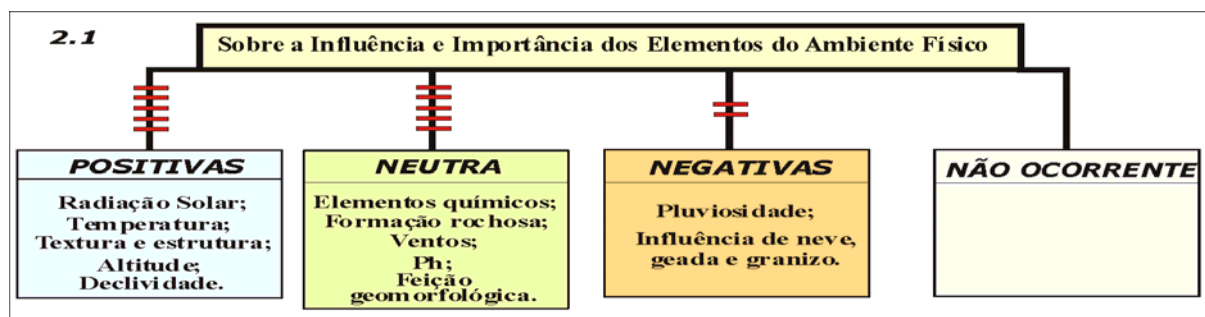 2.1
Sobre a Influência e Importância dos Elementos do Ambiente Físico
POSITIVAS
Radiação Solar;
Temperatura;
Textura e estrutura;
Altitude;
Declividade.
NEUTRA
Elementos químicos;
Formação rochosa;
Ventos;
Ph;
Feição
geomorfológica.
NEGATIVAS
Pluviosidade;
Influência de neve,
geada e granizo.
NÃO OCORRENTE